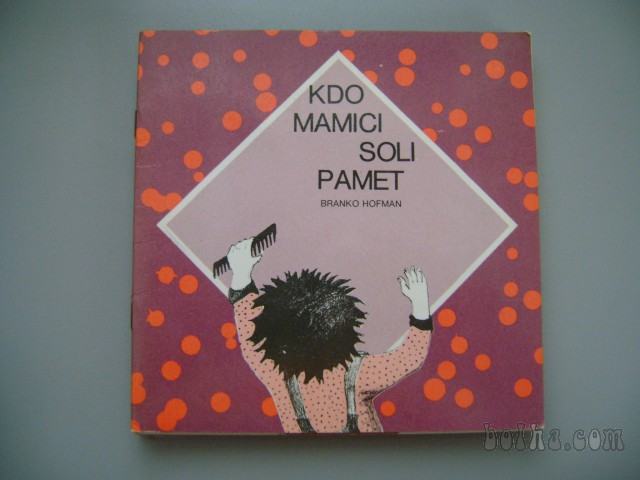 KDO
MAMICI
SOLI
PAMET
BRANKO HOFMAN
bolha.com